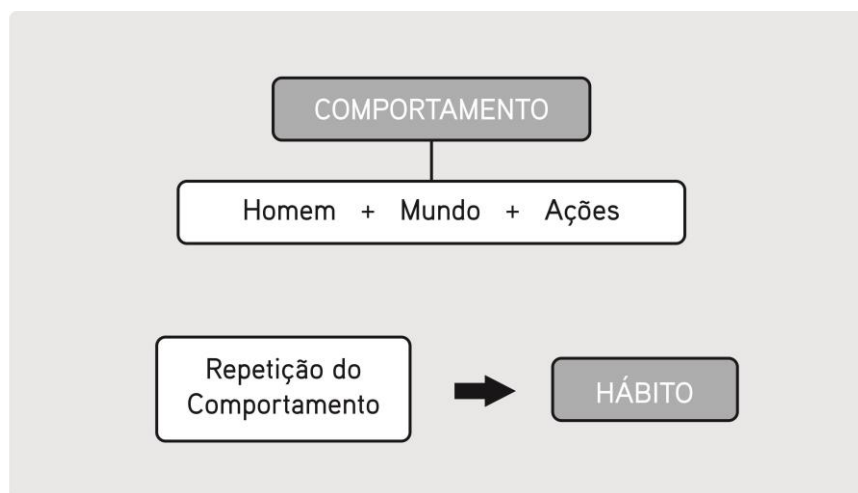 COMPORTAMENTO
Homem + Mundo + Ações
Repetição do
Comportamento
HÁBITO